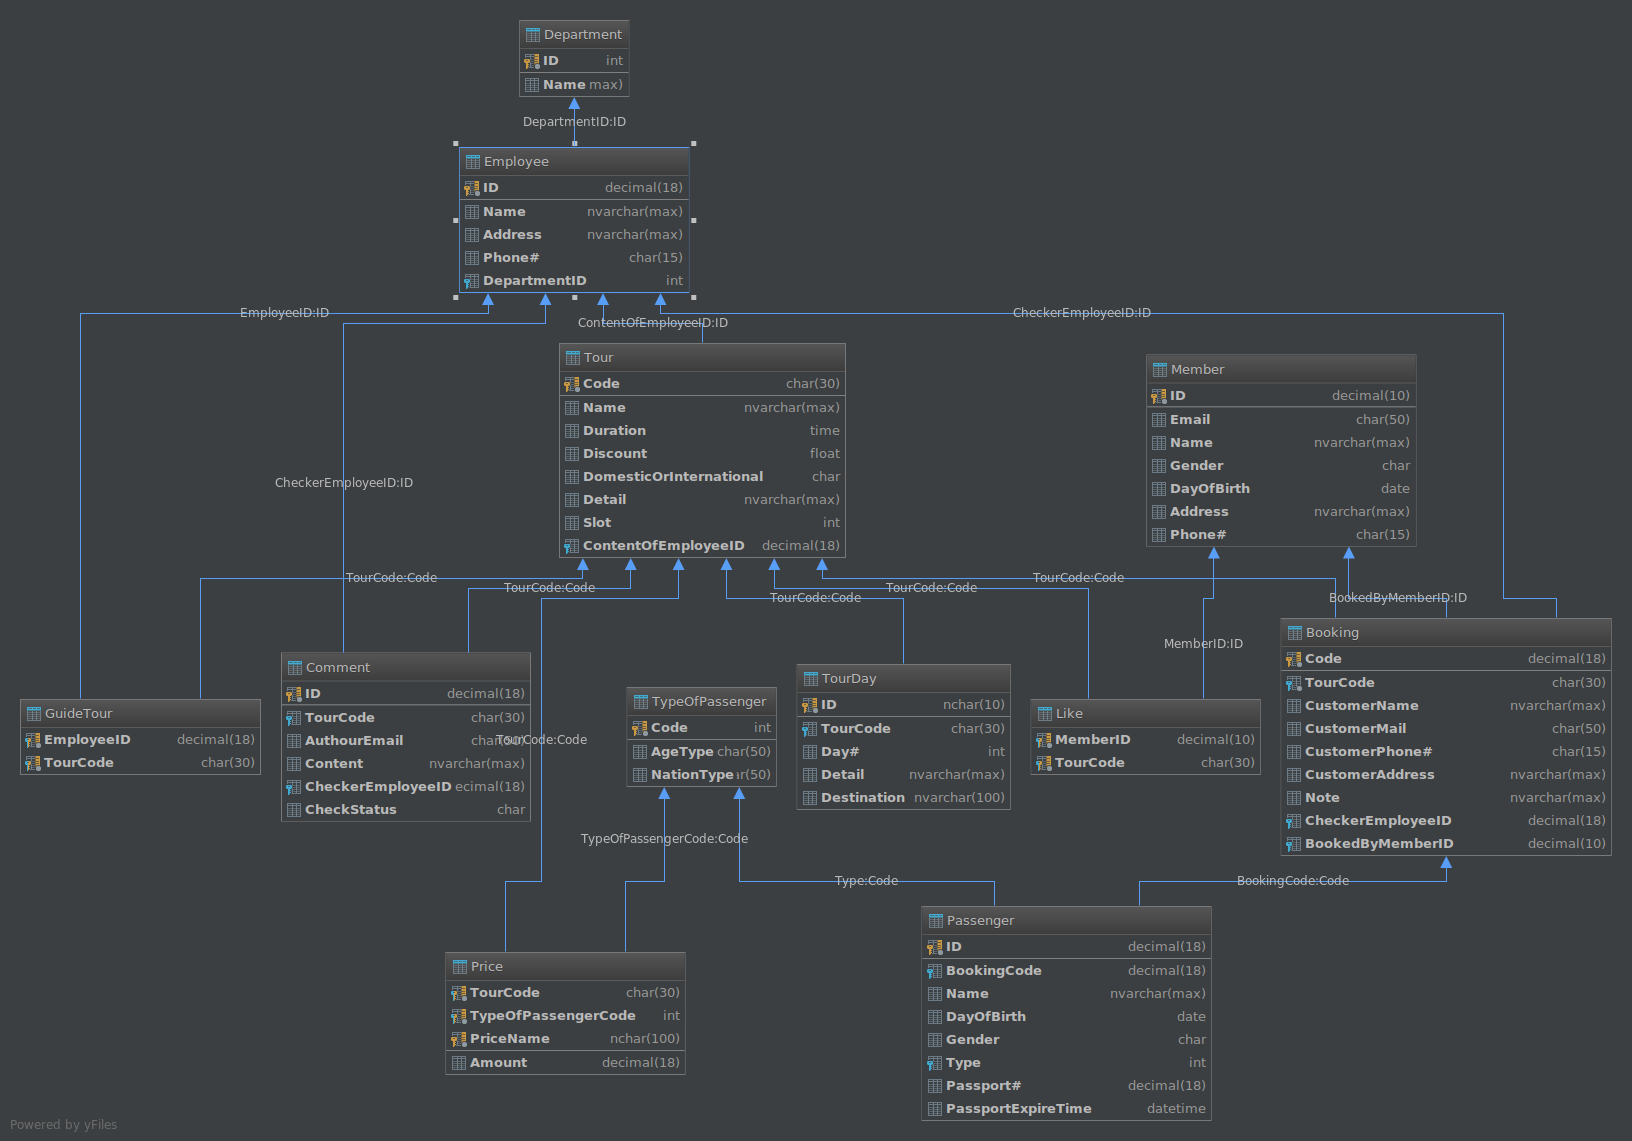 Department
ID int
Name max)
DepartmentID:ID
Employee
ID decimal(18)
Name nvarchar(max)
Address nvarchar(max)
Phone# char(15)
DepartmentID int
EmployeeID:ID
ContentOfEmployeeID:ID
CheckerEmployeeID:ID
CheckerEmployeeID:ID
Tour
Code char(30)
Name nvarchar(max)
Duration time
Discount float
DomesticOrInternational char
Detail nvarchar(max)
Slot int
ContentOfEmployeeID decimal(18)
Member
ID decimal(10)
Email char(50)
Name nvarchar(max)
Gender char
DayOfBirth date
Address nvarchar(max)
Phone# char(15)
TourCode:Code
TourCode:Code
TourCode:Code
TourCode:Code
TourCode:Code
BookedByMemberID:ID
MemberID:ID
GuideTour
EmployeeID decimal(18)
TourCode char(30)
Comment
ID decimal(18)
TourCode char(30)
AuthourEmail char(50)
Content nvarchar(max)
CheckerEmployeeID ecimal(18)
CheckStatus char
TourCode:Code
TypeOfPassenger
Code int
AgeType char(50)
NationType ır(50)
TourDay
ID nchar(10)
TourCode char(30)
Day# int
Detail nvarchar(max)
Destination nvarchar(100)
Like
MemberID decimal(10)
TourCode char(30)
Booking
Code decimal(18)
TourCode char(30)
CustomerName nvarchar(max)
CustomerMail char(50)
CustomerPhone# char(15)
CustomerAddress nvarchar(max)
Note nvarchar(max)
CheckerEmployeeID decimal(18)
BookedByMemberID decimal(10)
TypeOfPassengerCode:Code
Type:Code
BookingCode:Code
Price
TourCode char(30)
TypeOfPassengerCode int
PriceName nchar(100)
Amount decimal(18)
Passenger
ID decimal(18)
BookingCode decimal(18)
Name nvarchar(max)
DayOfBirth date
Gender char
Type int
Passport# decimal(18)
PassportExpireTime datetime
Powered by yFiles